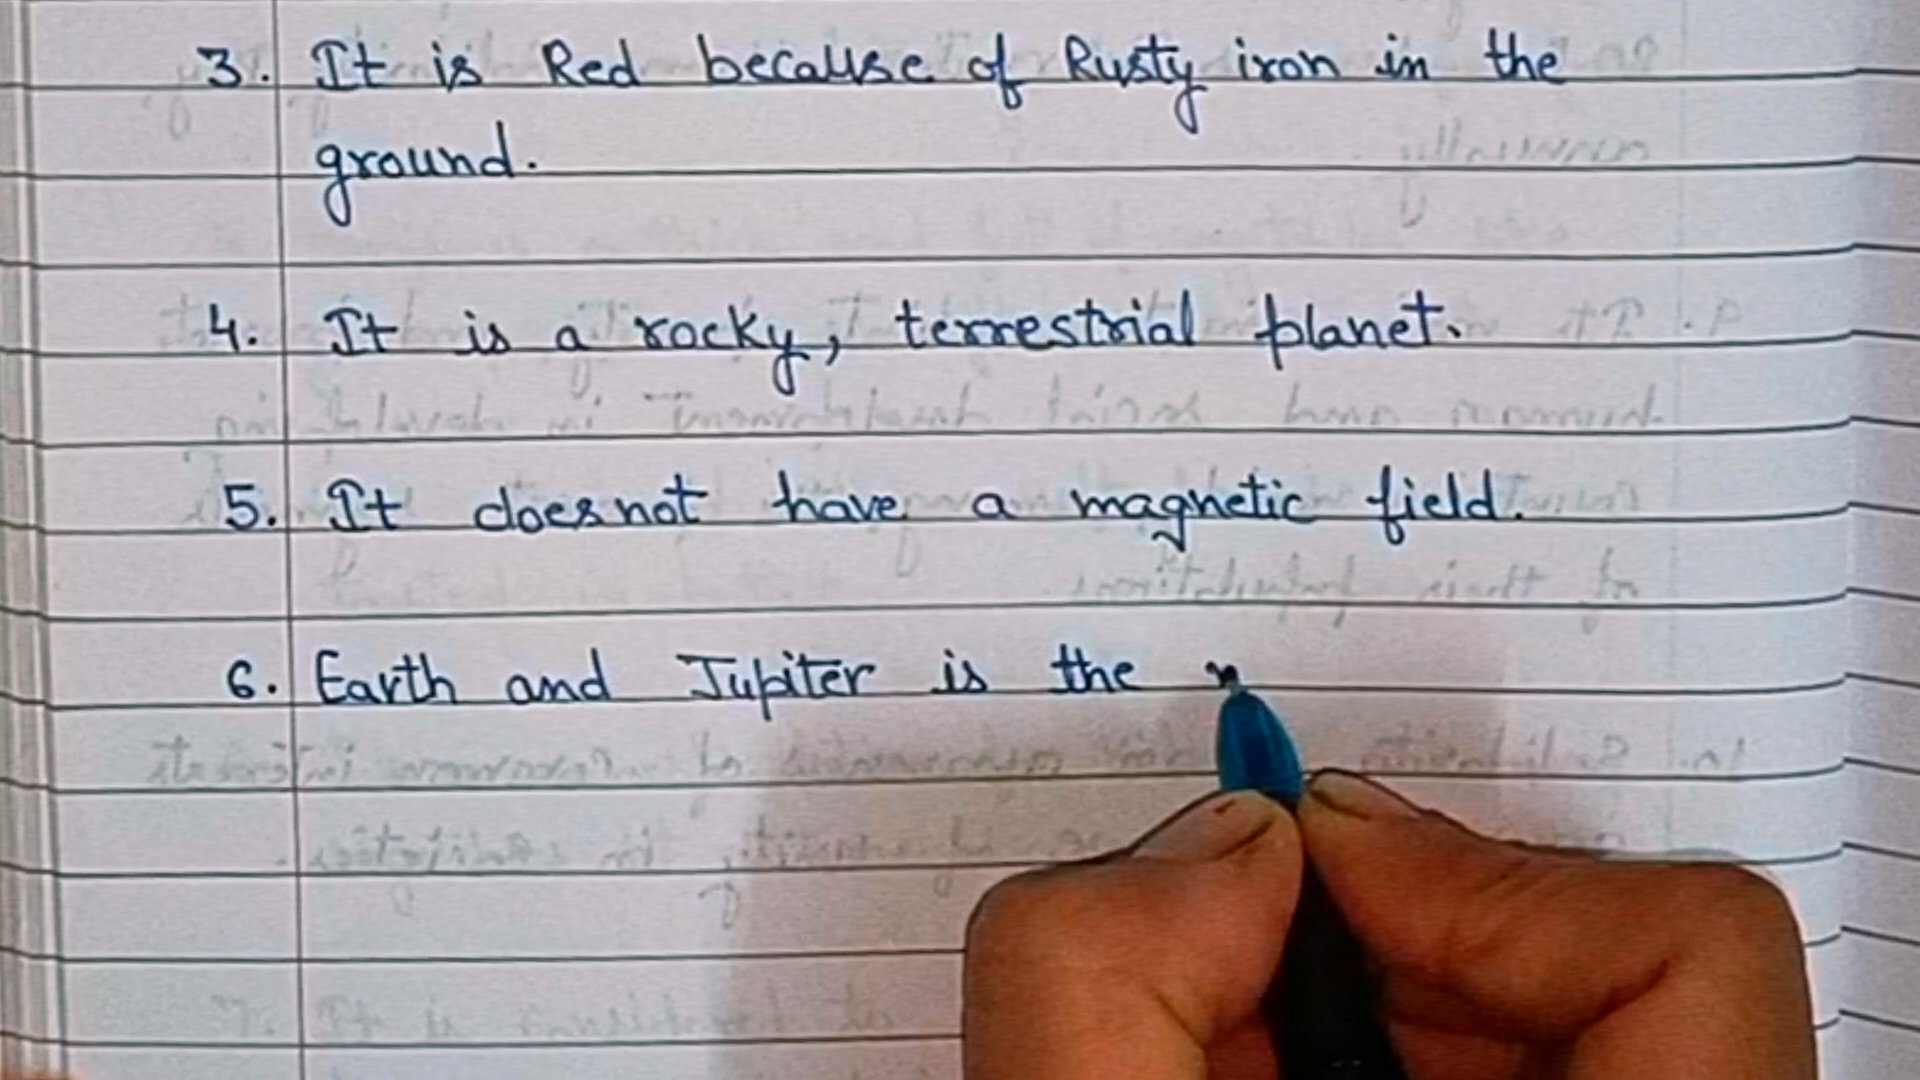 3. It is Red because of Rusty iron in the
ground.
4. It is a rocky, terrestrial planet.
5. It does not have a magnetic field.
6. Earth and Jupiter is the n